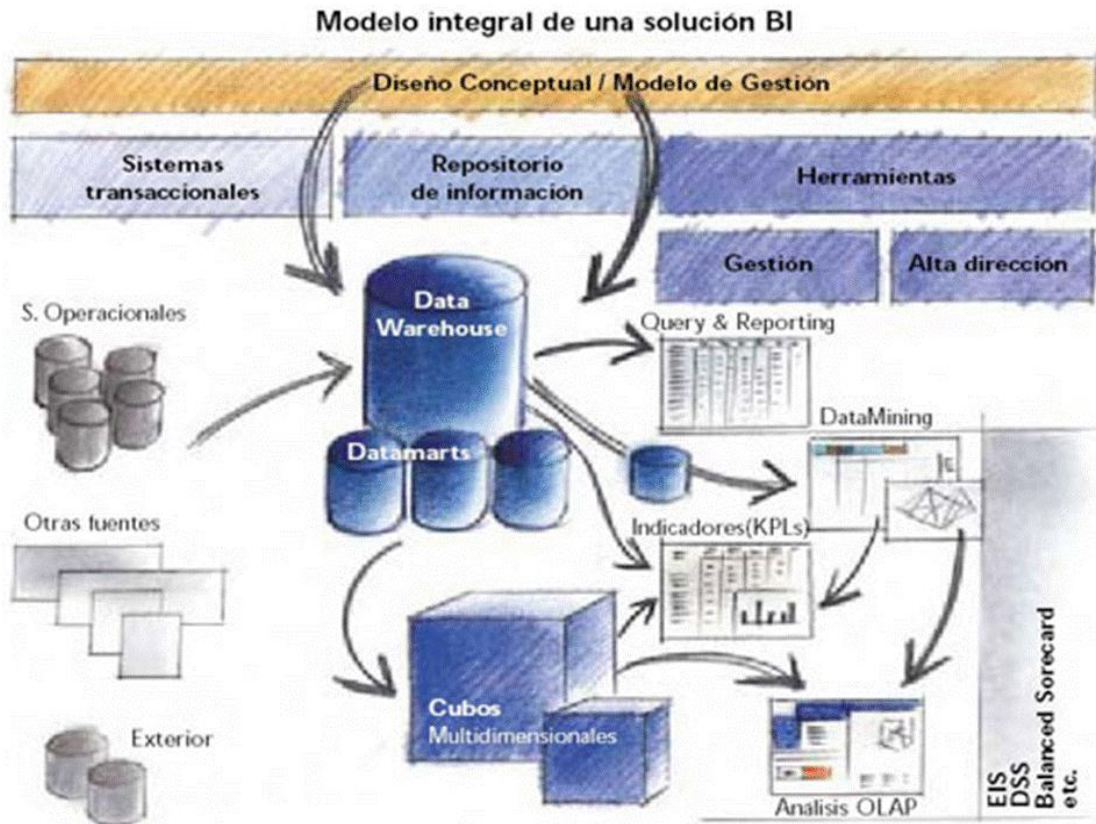 Modelo integral de una solución BI
Diseño Conceptual / Modelo de Gestión
Sistemas
transaccionales
Repositorio
de información
Herramientas
Gestión
Alta dirección
S. Operacionales
Data
Warehouse
Query & Reporting
DataMining
Datamarts
Otras fuentes
Indicadores(KPLs)
Cubos
Multidimensionales
Exterior
Análisis OLAP
EIS
DSS
Balanced Sorecard
etc.